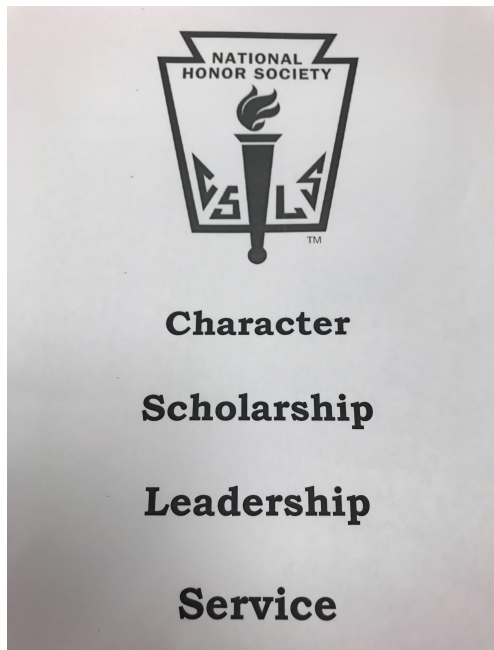 NATIONAL
HONOR SOCIETY
C S L S
TM
Character
Scholarship
Leadership
Service